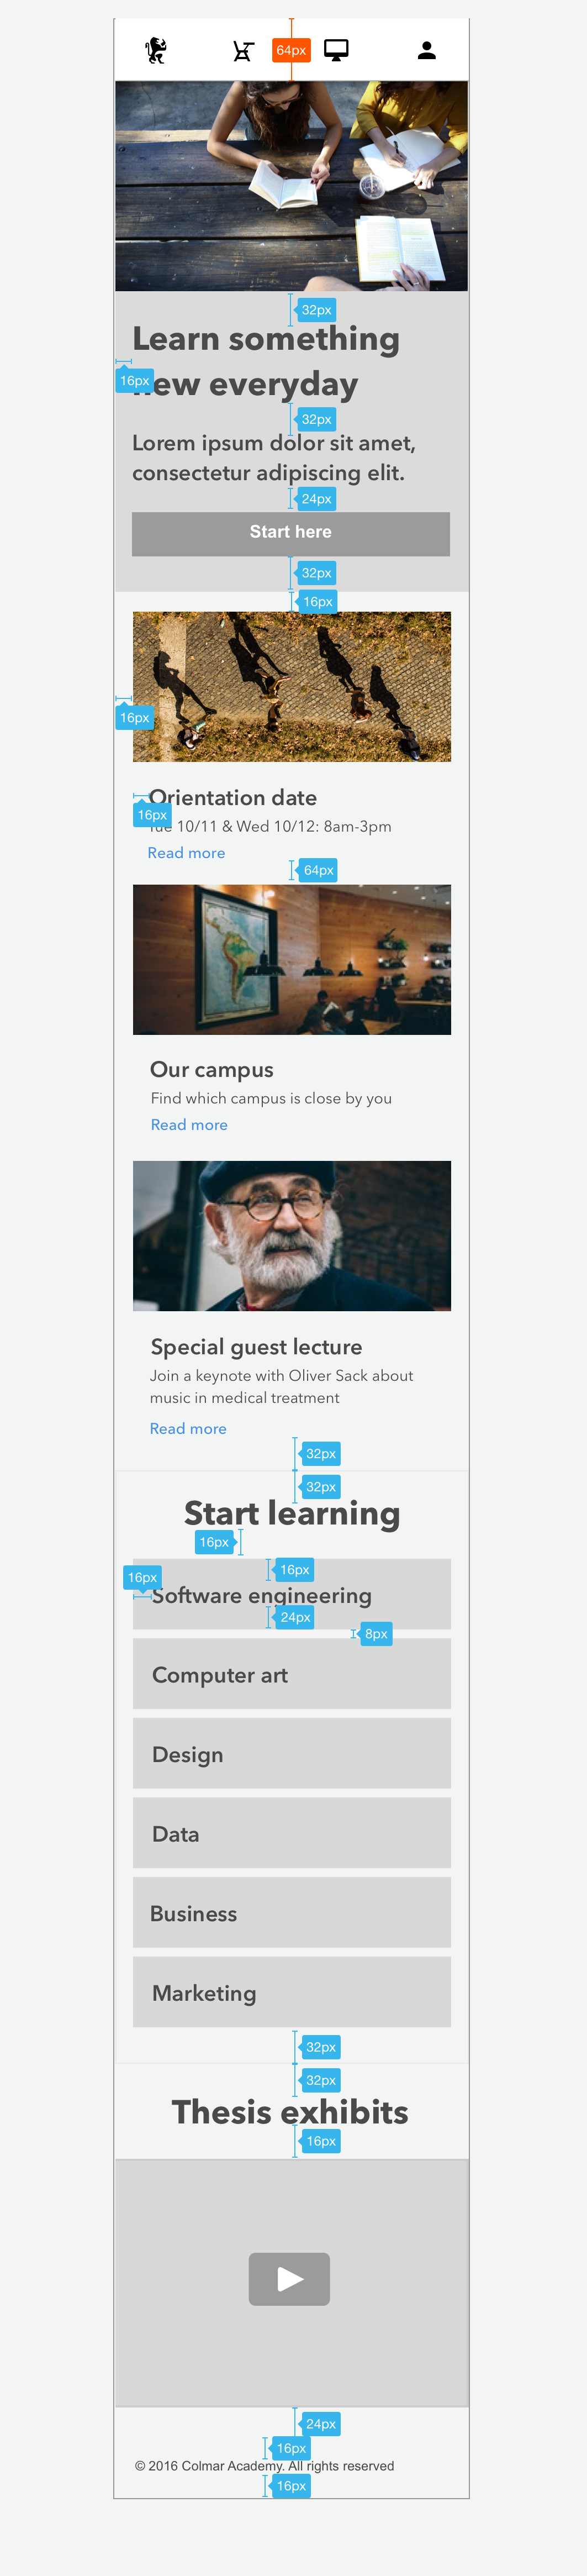 64px
32px
Learn something
16px
new everyday
32px
Lorem ipsum dolor sit amet,
consectetur adipiscing elit.
24px
Start here
32px
16px
16px
Orientation date
16px
Tue 10/11 & Wed 10/12: 8am-3pm
Read more
64px
Our campus
Find which campus is close by you
Read more
Special guest lecture
Join a keynote with Oliver Sack about
music in medical treatment
Read more
32px
32px
Start learning
16px
16px
16px
Software engineering
24px
8px
Computer art
Design
Data
Business
Marketing
32px
32px
Thesis exhibits
16px
24px
16px
© 2016 Colmar Academy. All rights reserved
16px